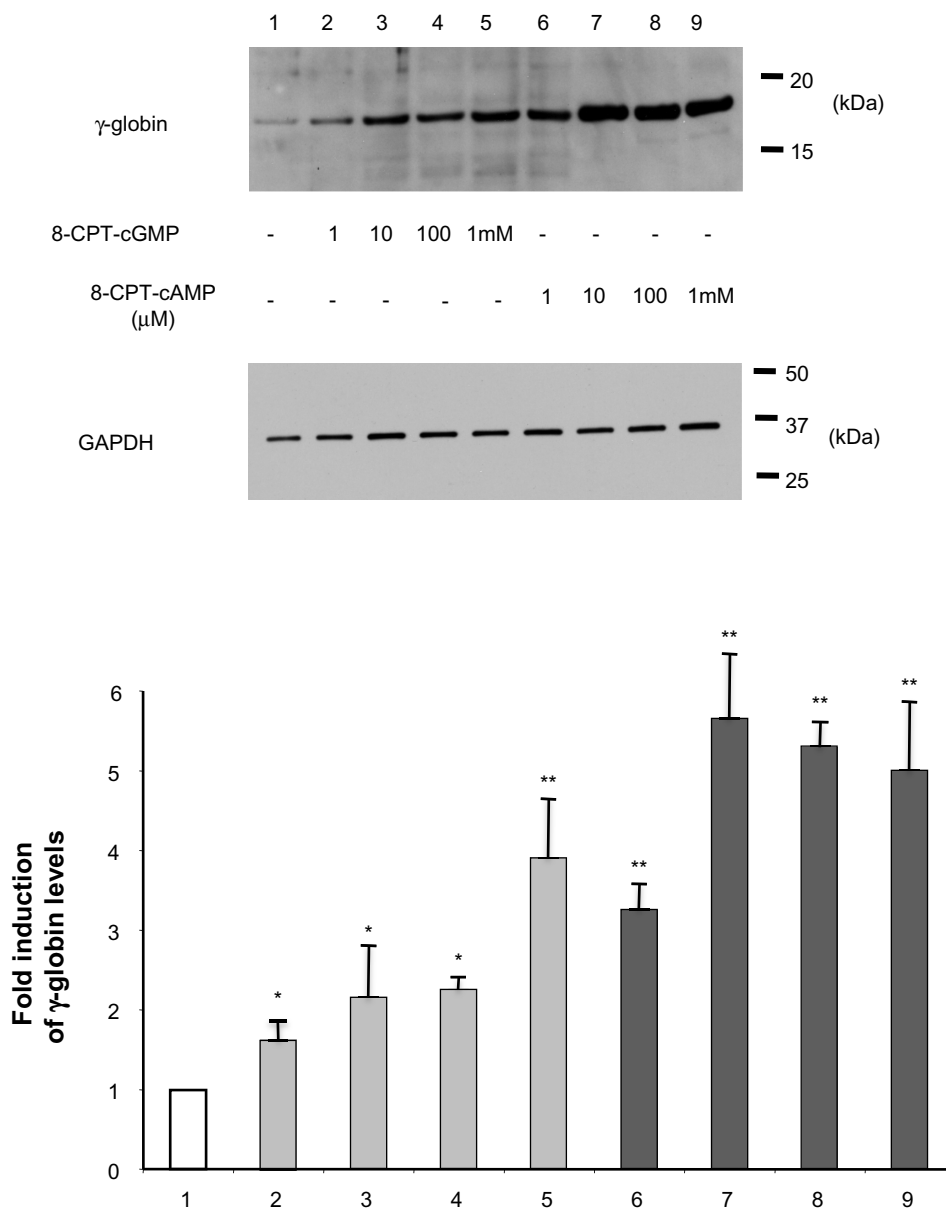 1 2 3 4 5 6 7 8 9
20
(kDa)
γ-globin
15
8-CPT-cGMP - 1 10 100 1mM - - - -
8-CPT-cAMP - - - - - 1 10 100 1mM
(μM)
50
37
GAPDH (kDa)
25
**
** **
6
**
5
**
4
*
* 
3
*
2
1
0
Fold induction
of γ-globin levels
1 2 3 4 5 6 7 8 9